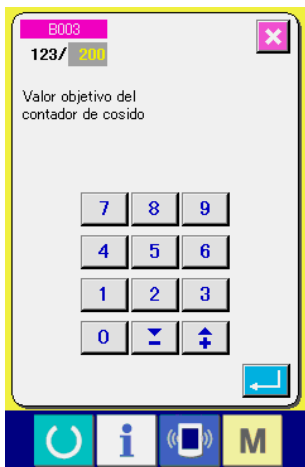 B003
123/ 200
Valor objetivo del
contador de cosido
7 8 9
4 5 6
1 2 3
0
i M